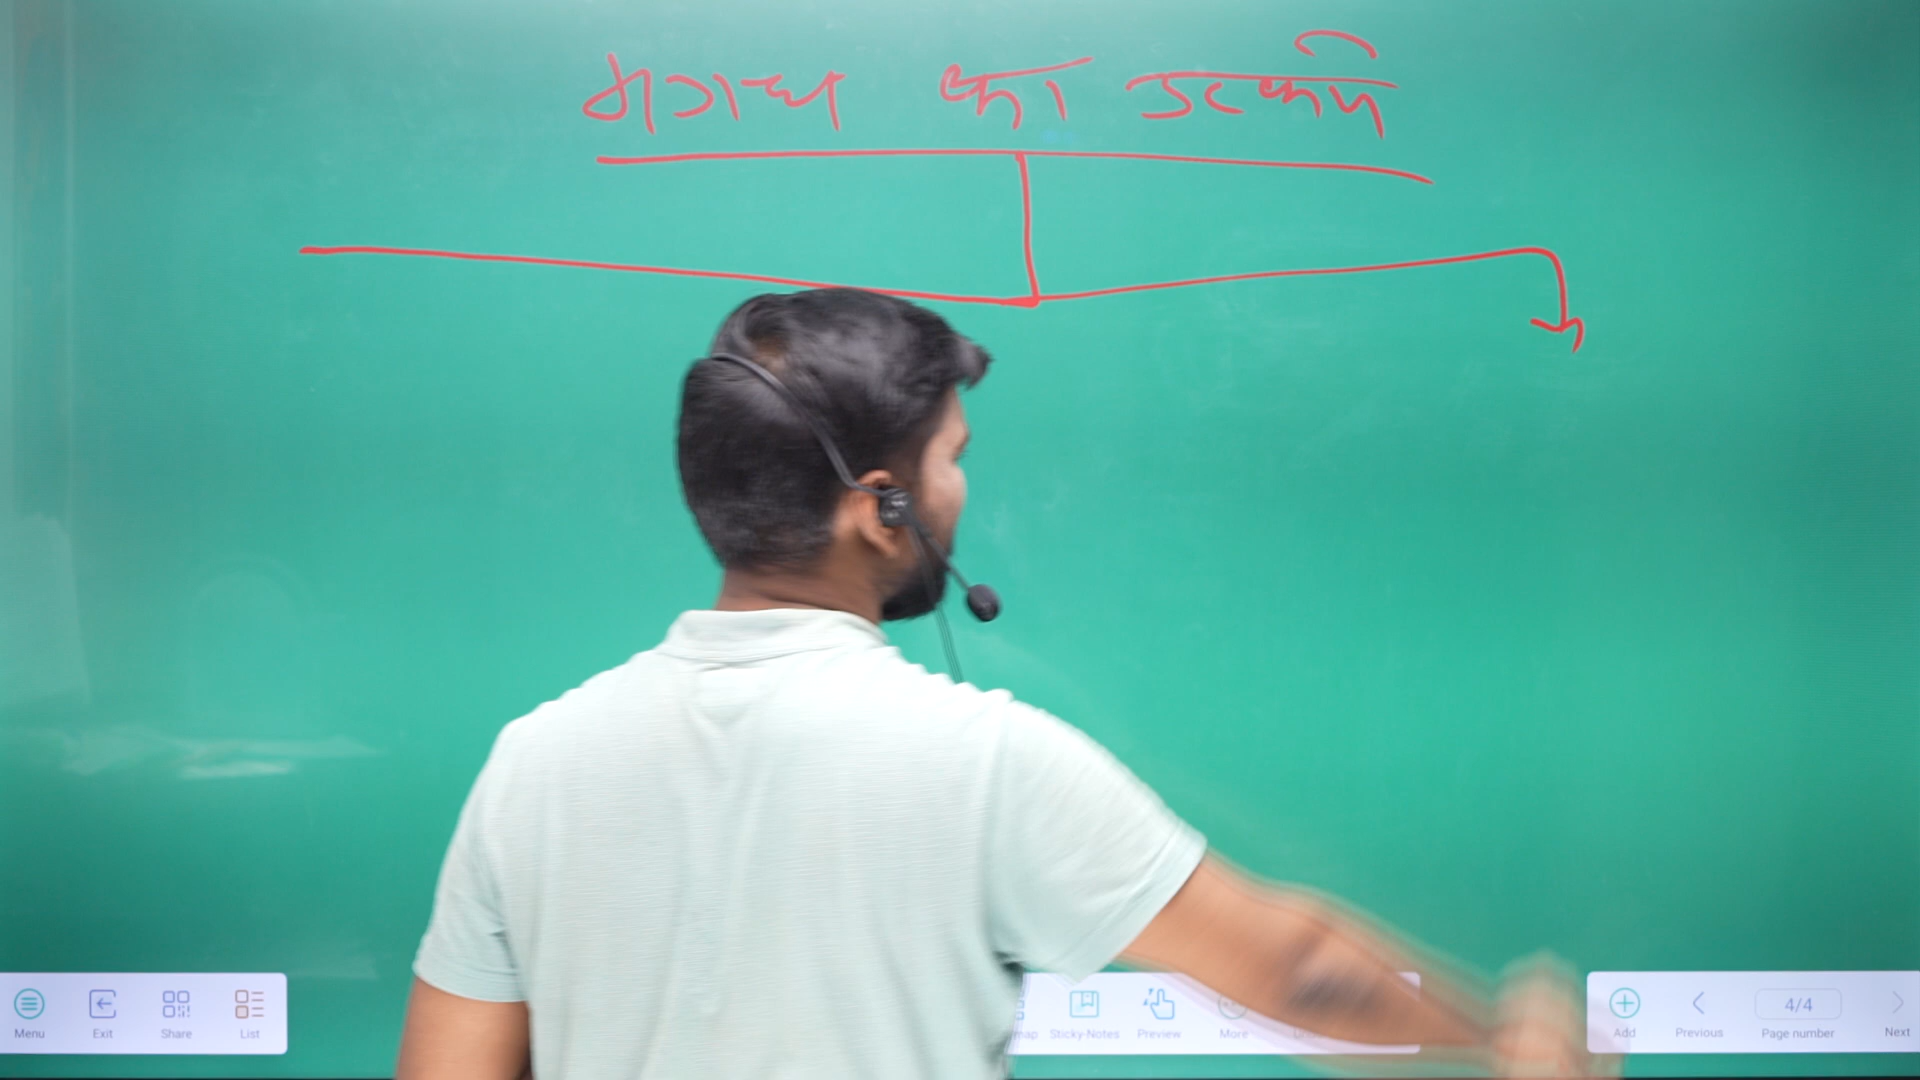 मगध का उत्कर्ष
Menu Exit Share List Sticky-Notes Preview More Add Previous 4/4 Page number Next